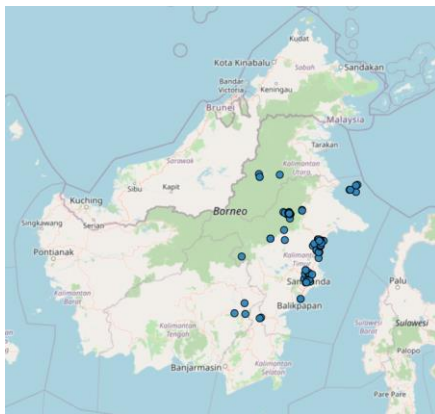 Kudat
Kota Kinabalu
Sandakan
Bandar
Victoria
Sabah
Keningau
Brunei
Malaysia
Tarakan
Kalimantan
Utara
Sarawak
Sibu
Kapit
Borneo
Kuching
Serian
Singkawang
Pontianak
Kalimantan
Timur
Samarinda
Palu
Kalimantan
Barat
Balikpapan
Kalimantan
Tengah
Sulawesi
Barat
Sulawesi
Palopo
Banjarmasin
Kalimantan
Selatan
Pare Pare